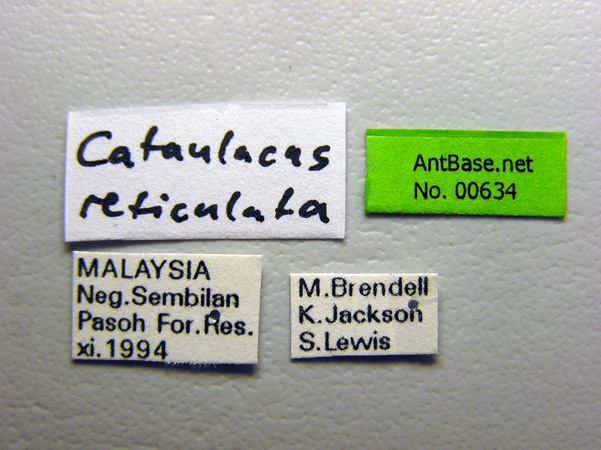 Cataulacus
reticulata
AntBase.net
No. 00634
MALAYSIA
Neg.Sembilan
Pasoh For.Res.
xi.1994
M.Brendell
K.Jackson
S.Lewis